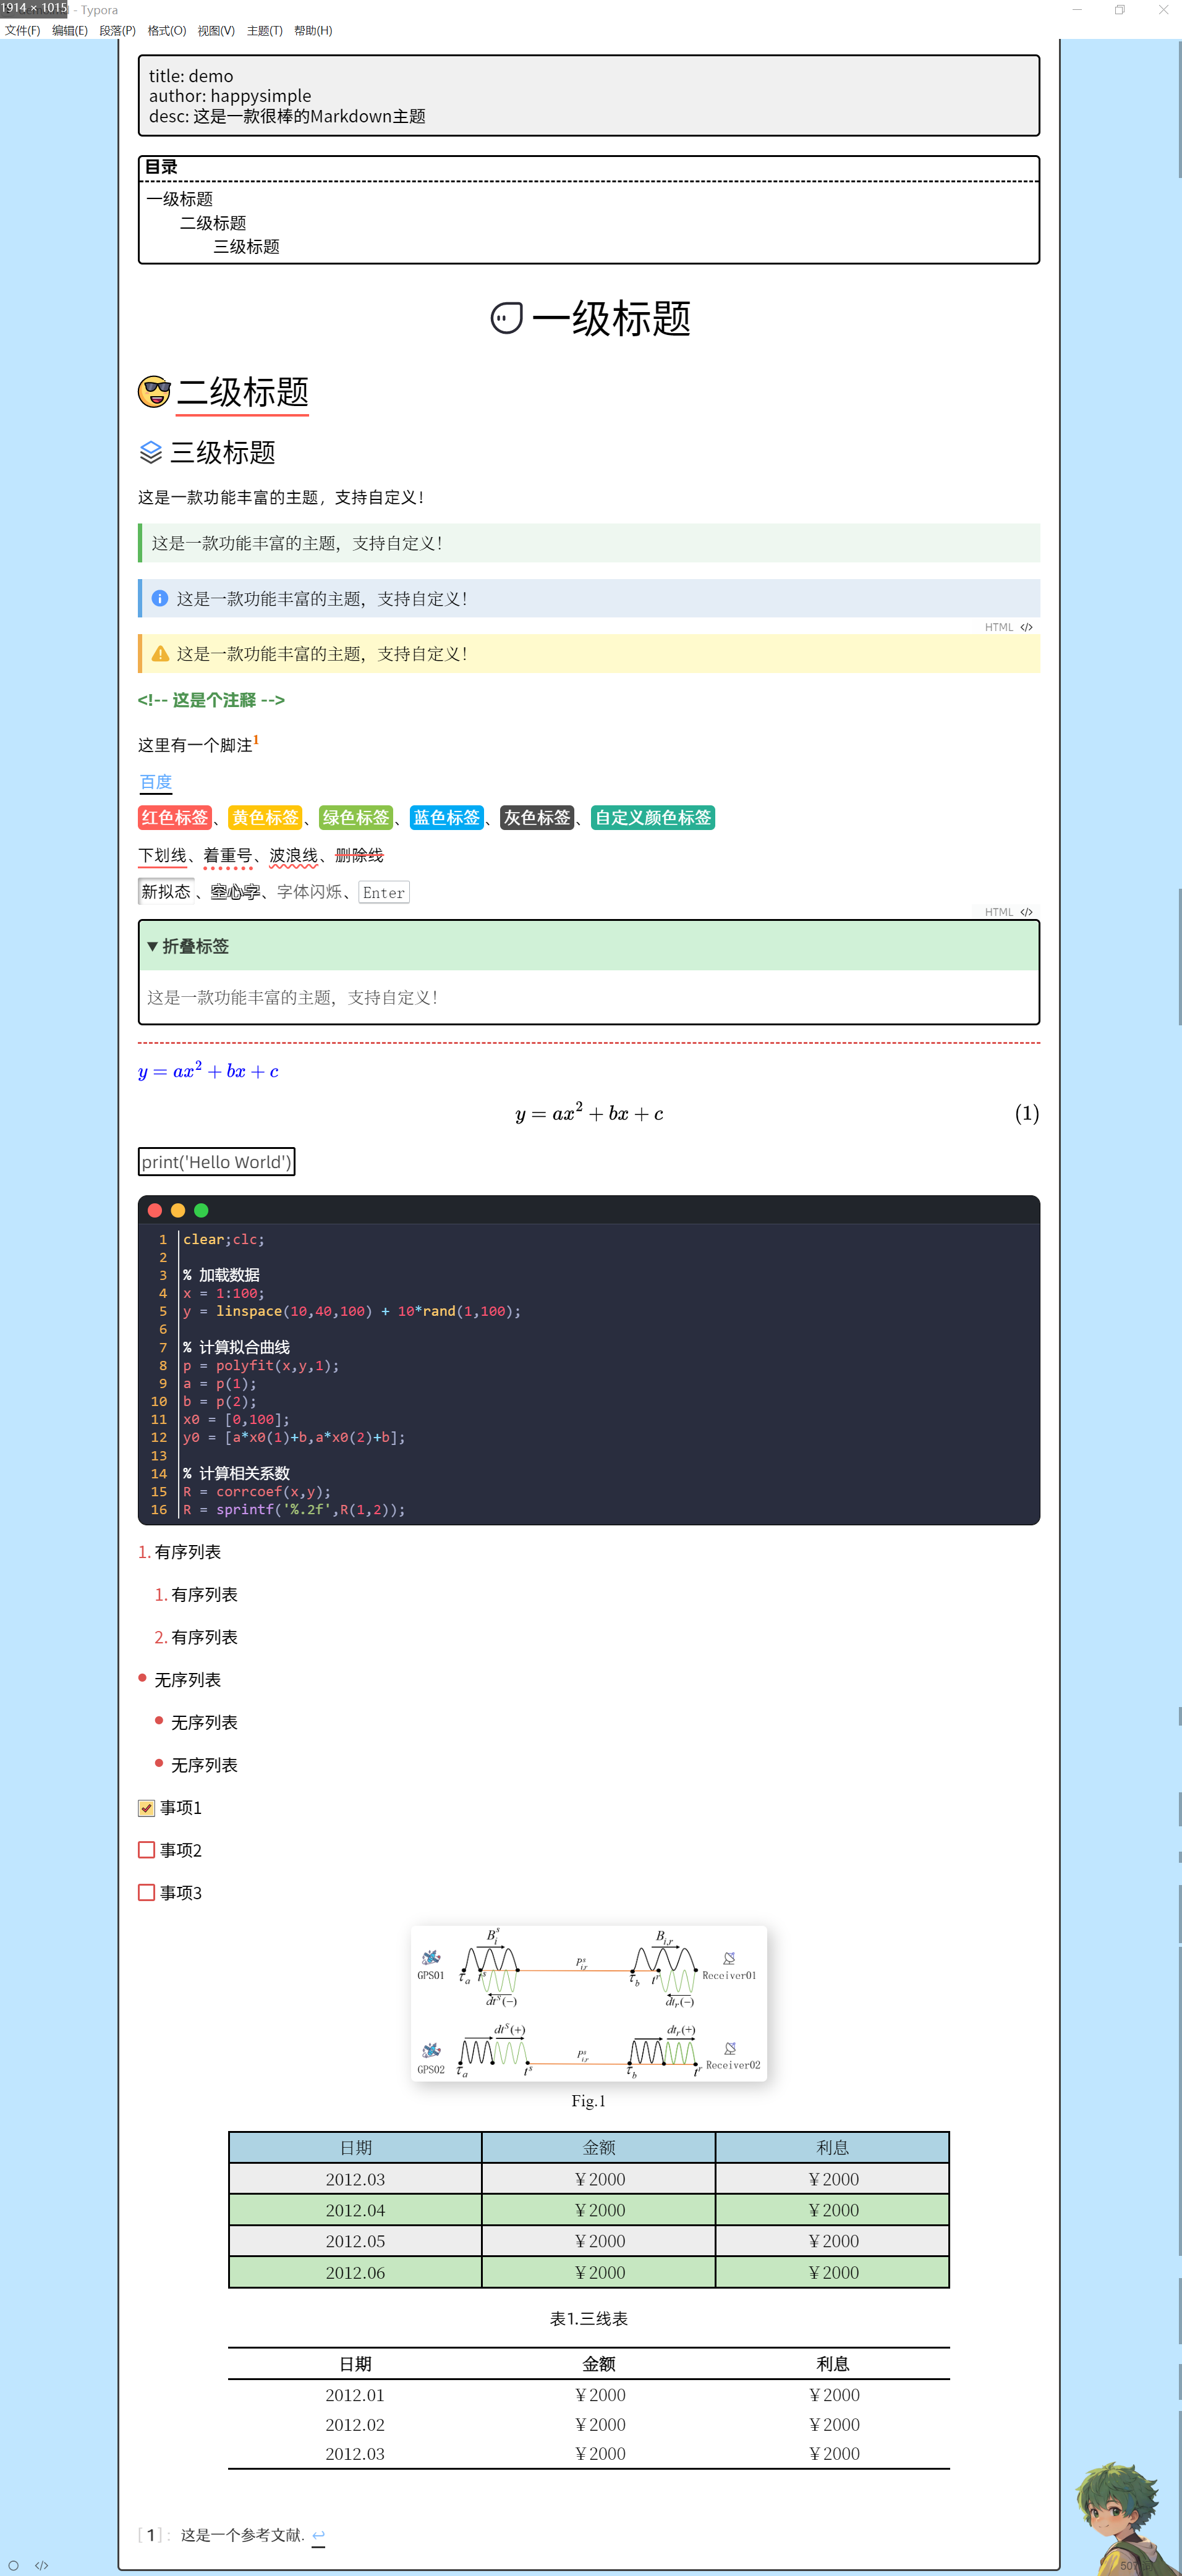 1914 × 1015
- Typora
文件(F) 编辑(E) 段落(P) 格式(O) 视图(V) 主题(T) 帮助(H)
title: demo
author: happysimple
desc: 这是一款很棒的Markdown主题
目录
一级标题
二级标题
三级标题
一级标题
二级标题
三级标题
这是一款功能丰富的主题，支持自定义！
这是一款功能丰富的主题，支持自定义！
这是一款功能丰富的主题，支持自定义！
HTML </>
这是一款功能丰富的主题，支持自定义！
<!-- 这是个注释 -->
这里有一个脚注1
百度
红色标签、黄色标签、绿色标签、蓝色标签、灰色标签、自定义颜色标签
下划线、着重号、波浪线、删除线
新拟态 、空心字、字体闪烁、Enter
HTML </>
▼ 折叠标签
这是一款功能丰富的主题，支持自定义！
y = ax² + bx + c
y = ax² + bx + c (1)
print('Hello World')
1 clear;clc;
2
3 % 加载数据
4 x = 1:100;
5 y = linspace(10,40,100) + 10*rand(1,100);
6
7 % 计算拟合曲线
8 p = polyfit(x,y,1);
9 a = p(1);
10 b = p(2);
11 x0 = [0,100];
12 y0 = [a*x0(1)+b,a*x0(2)+b];
13
14 % 计算相关系数
15 R = corrcoef(x,y);
16 R = sprintf('%.2f',R(1,2));
1. 有序列表
1. 有序列表
2. 有序列表
• 无序列表
• 无序列表
• 无序列表
事项1
事项2
事项3
B_i^s B_{i,r}
GPS01 τ_a t^s P_{i,r}^s τ_b t^r Receiver01
dt^s(−) dt_r(−)
dt^s(+) dt_r(+)
GPS02 τ_a t^s P_{i,r}^s τ_b t^r Receiver02
Fig.1
日期 金额 利息
2012.03 ￥2000 ￥2000
2012.04 ￥2000 ￥2000
2012.05 ￥2000 ￥2000
2012.06 ￥2000 ￥2000
表1.三线表
日期 金额 利息
2012.01 ￥2000 ￥2000
2012.02 ￥2000 ￥2000
2012.03 ￥2000 ￥2000
[1]： 这是一个参考文献. ↩
</>